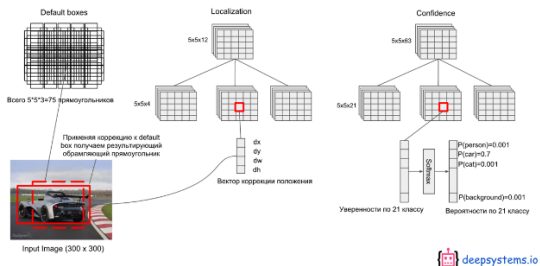 Default boxes
Всего 5*5*3=75 прямоугольников
Применяя коррекцию к default
box получаем результирующий
обрамляющий прямоугольник
Input Image (300 x 300)
Localization
5x5x12
5x5x4
dx
dy
dw
dh
Вектор коррекции положения
Confidence
5x5x63
5x5x21
Softmax
P(person)=0.001
P(car)=0.7
P(cat)=0.001
P(background)=0.001
Уверенности по 21 классу
Вероятности по 21 классу
deepsystems.io